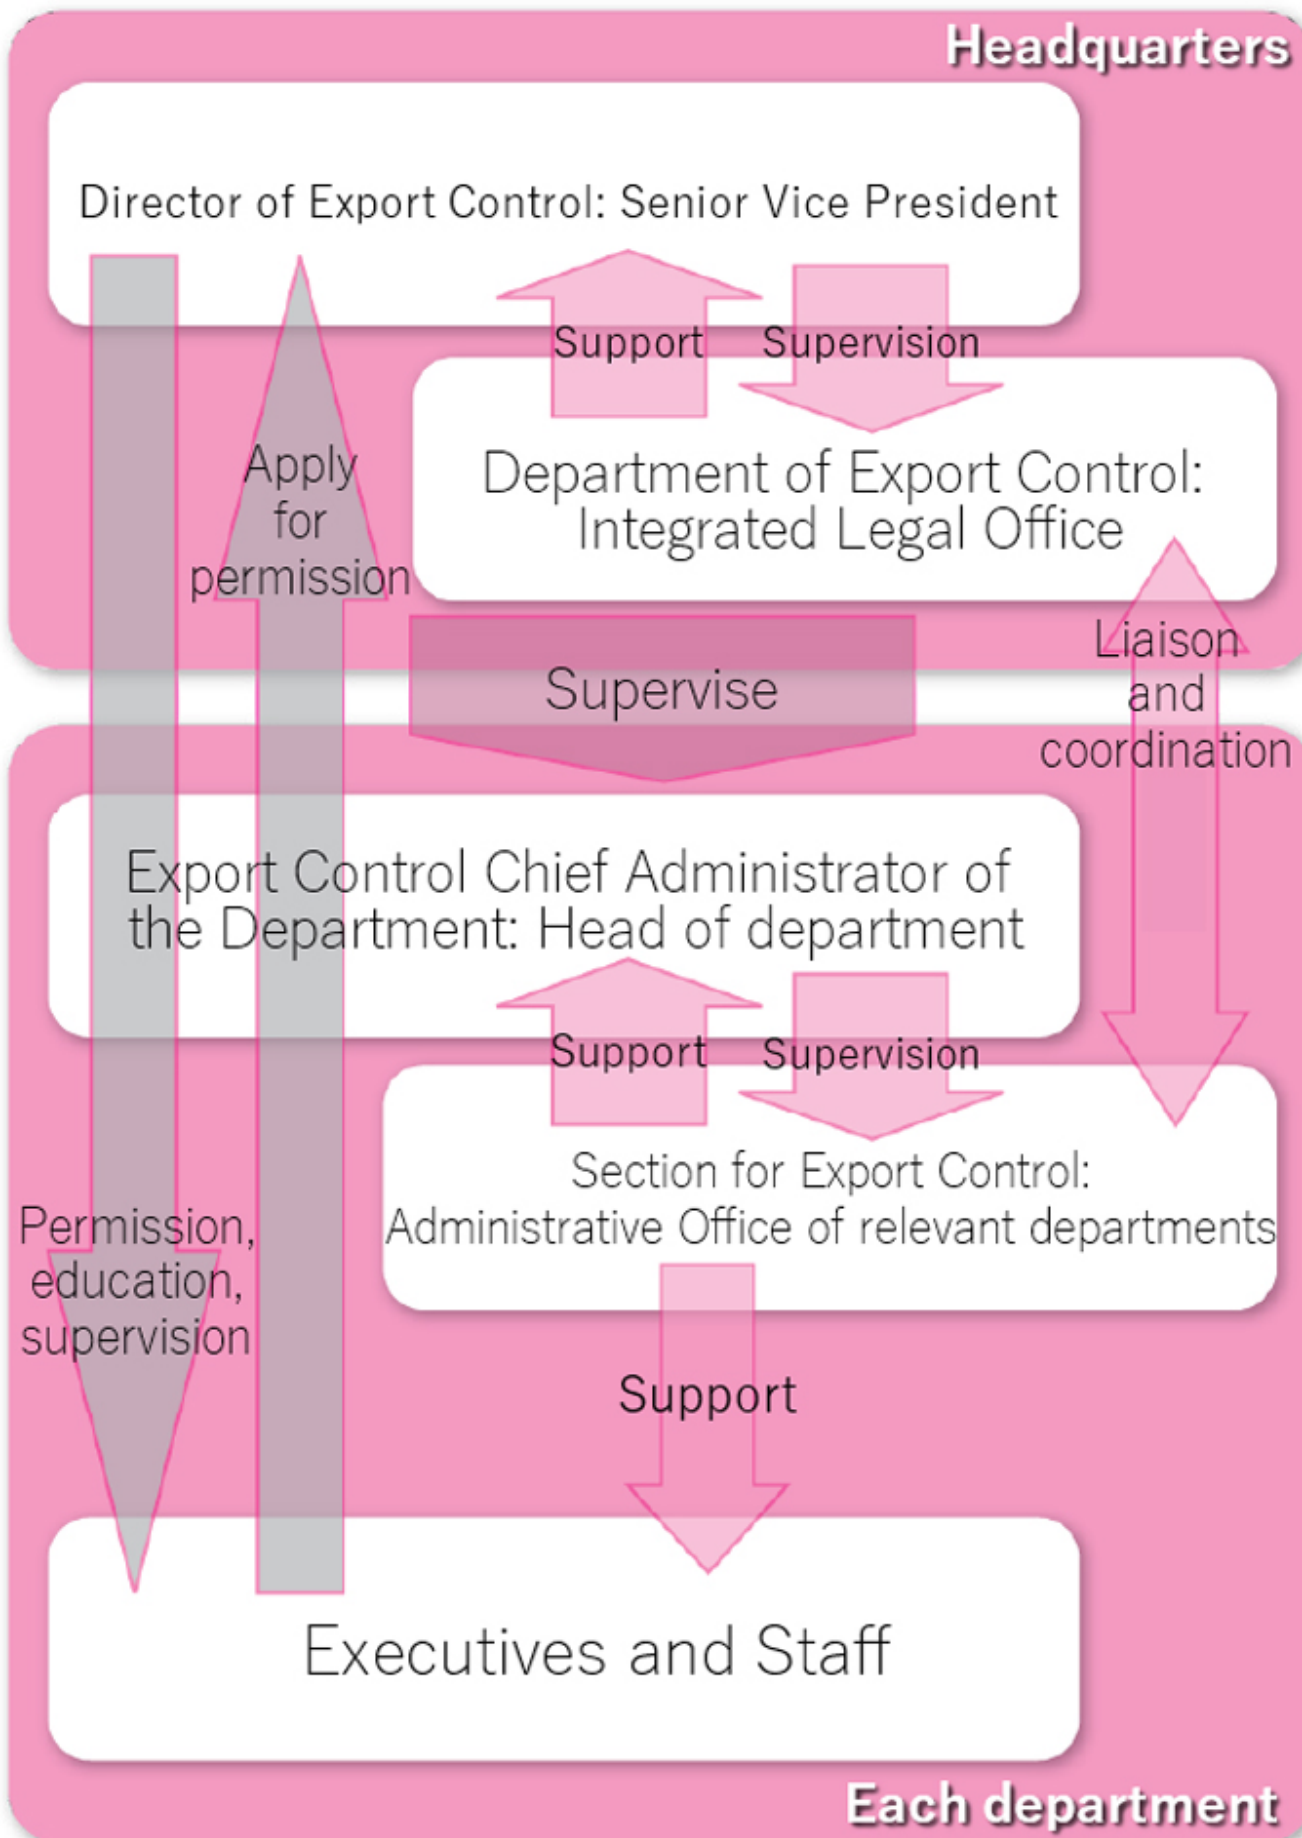 Headquarters
Director of Export Control: Senior Vice President
Support
Supervision
Department of Export Control:
Integrated Legal Office
Apply
for
permission
Supervise
Liaison
and
coordination
Export Control Chief Administrator of
the Department: Head of department
Support
Supervision
Section for Export Control:
Administrative Office of relevant departments
Permission,
education,
supervision
Support
Executives and Staff
Each department